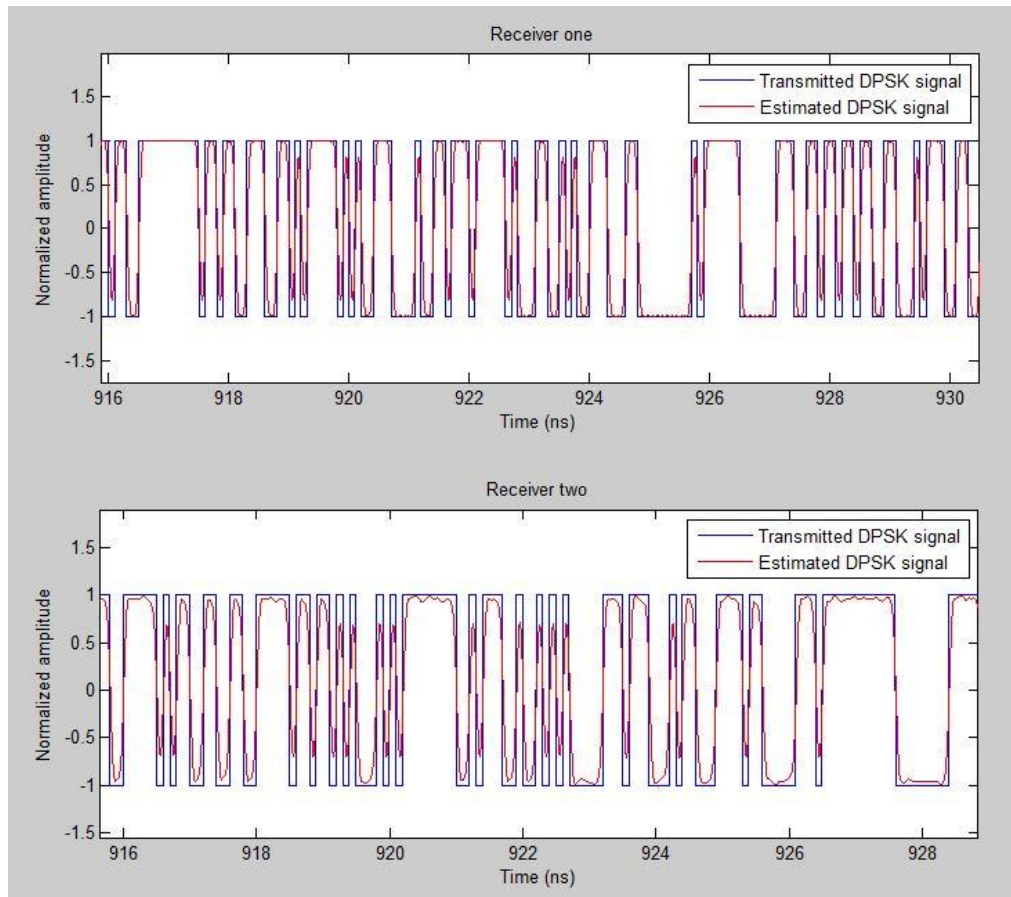 Receiver one
Transmitted DPSK signal
Estimated DPSK signal
1.5
1
0.5
0
-0.5
-1
-1.5
Normalized amplitude
916 918 920 922 924 926 928 930
Time (ns)
Receiver two
Transmitted DPSK signal
Estimated DPSK signal
1.5
1
0.5
0
-0.5
-1
-1.5
Normalized amplitude
916 918 920 922 924 926 928
Time (ns)